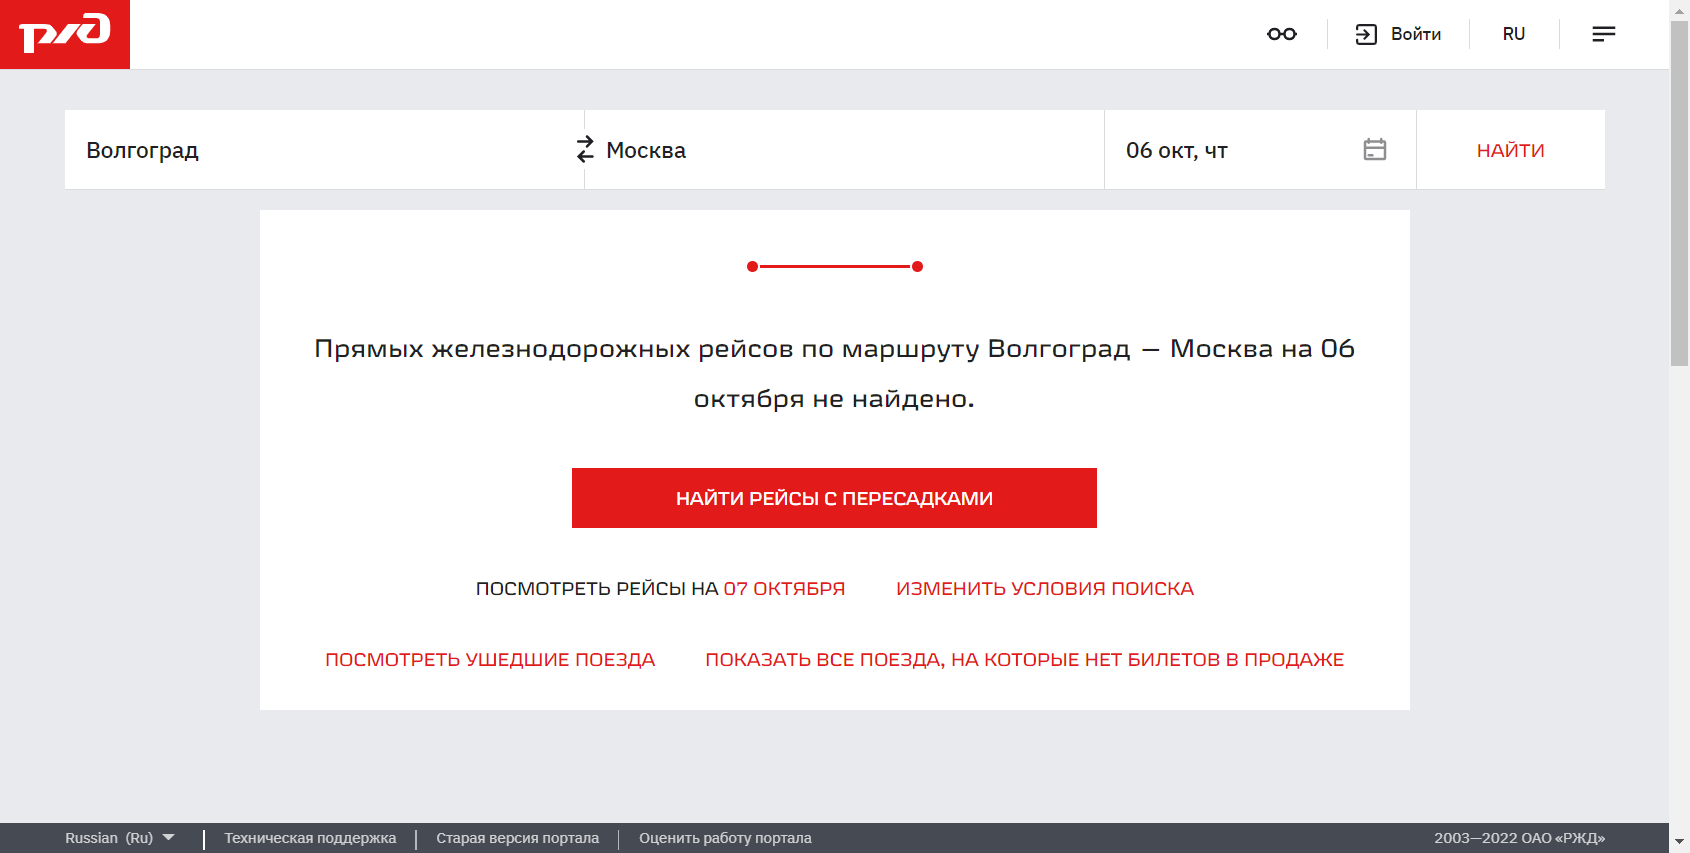 ржд
Войти
RU
Волгоград
Москва
06 окт, чт
НАЙТИ
Прямых железнодорожных рейсов по маршруту Волгоград — Москва на 06
октября не найдено.
НАЙТИ РЕЙСЫ С ПЕРЕСАДКАМИ
ПОСМОТРЕТЬ РЕЙСЫ НА 07 ОКТЯБРЯ
ИЗМЕНИТЬ УСЛОВИЯ ПОИСКА
ПОСМОТРЕТЬ УШЕДШИЕ ПОЕЗДА
ПОКАЗАТЬ ВСЕ ПОЕЗДА, НА КОТОРЫЕ НЕТ БИЛЕТОВ В ПРОДАЖЕ
Russian (Ru)
Техническая поддержка
Старая версия портала
Оценить работу портала
2003—2022 ОАО «РЖД»